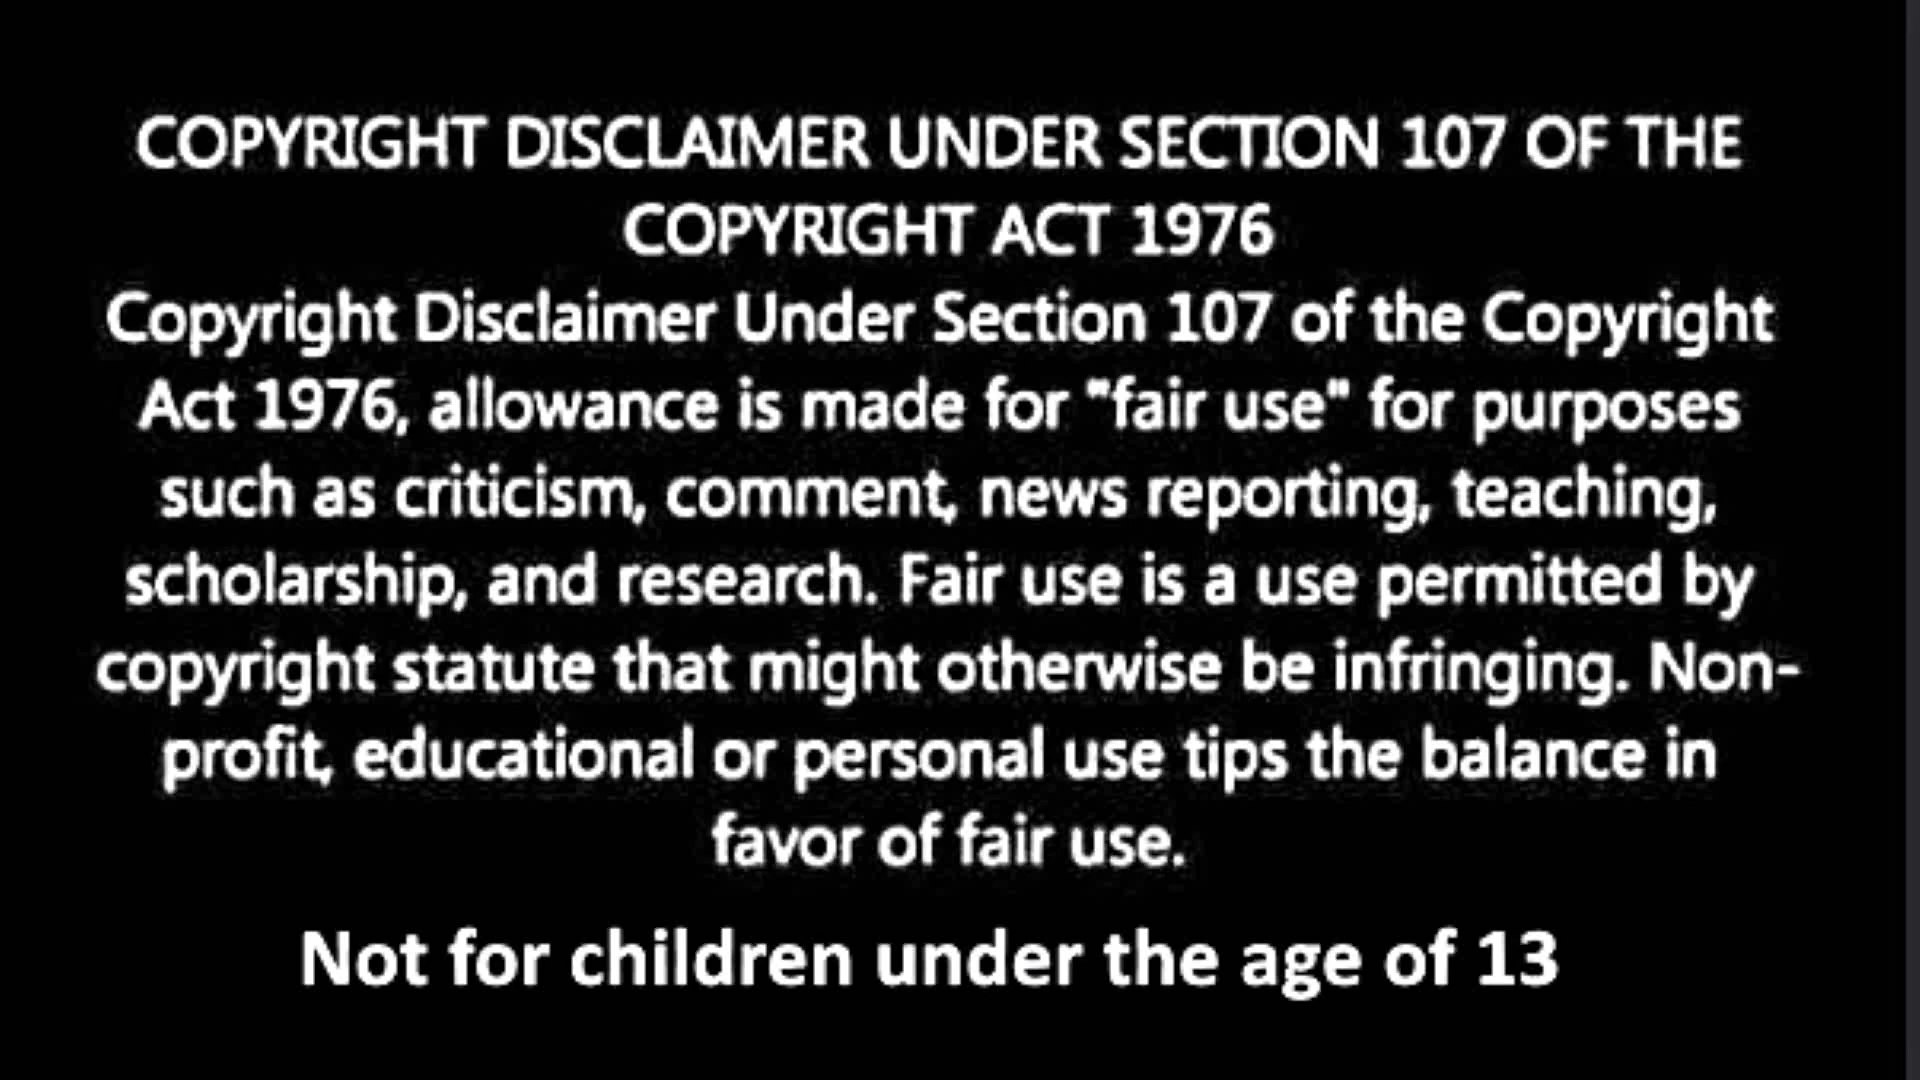 COPYRIGHT DISCLAIMER UNDER SECTION 107 OF THE
COPYRIGHT ACT 1976
Copyright Disclaimer Under Section 107 of the Copyright
Act 1976, allowance is made for "fair use" for purposes
such as criticism, comment, news reporting, teaching,
scholarship, and research. Fair use is a use permitted by
copyright statute that might otherwise be infringing. Non-
profit, educational or personal use tips the balance in
favor of fair use.
Not for children under the age of 13